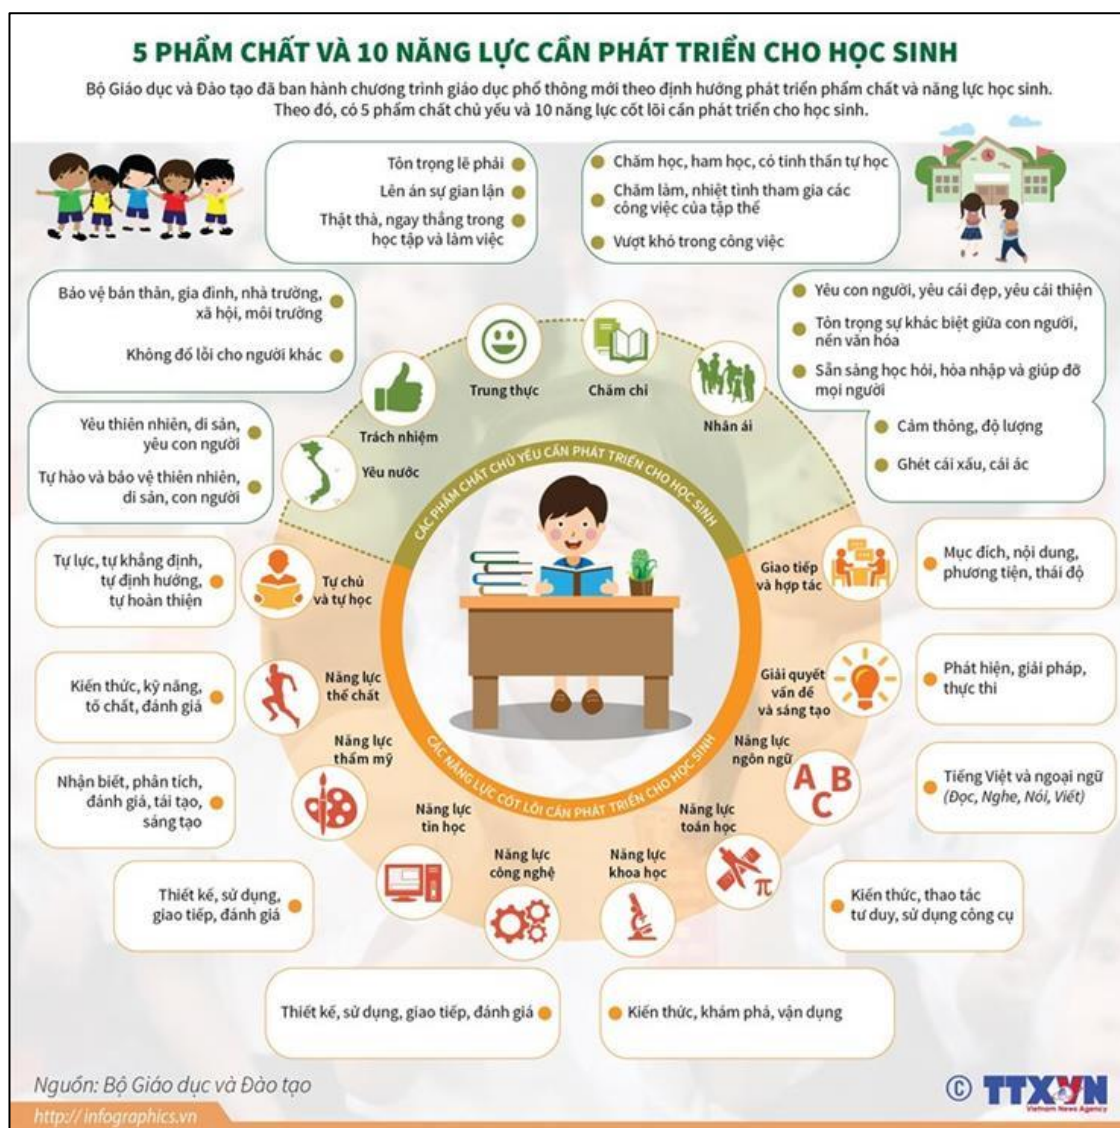 5 PHẨM CHẤT VÀ 10 NĂNG LỰC CẦN PHÁT TRIỂN CHO HỌC SINH
Bộ Giáo dục và Đào tạo đã ban hành chương trình giáo dục phổ thông mới theo định hướng phát triển phẩm chất và năng lực học sinh.
Theo đó, có 5 phẩm chất chủ yếu và 10 năng lực cốt lõi cần phát triển cho học sinh.
Tôn trọng lẽ phải
Lên án sự gian lận
Thật thà, ngay thẳng trong
học tập và làm việc
Chăm học, ham học, có tinh thần tự học
Chăm làm, nhiệt tình tham gia các
công việc của tập thể
Vượt khó trong công việc
Bảo vệ bản thân, gia đình, nhà trường,
xã hội, môi trường
Không đổ lỗi cho người khác
Yêu con người, yêu cái đẹp, yêu cái thiện
Tôn trọng sự khác biệt giữa con người,
nền văn hóa
Sẵn sàng học hỏi, hòa nhập và giúp đỡ
mọi người
Cảm thông, độ lượng
Ghét cái xấu, cái ác
Yêu thiên nhiên, di sản,
yêu con người
Tự hào và bảo vệ thiên nhiên,
di sản, con người
Trung thực
Chăm chỉ
Trách nhiệm
Nhân ái
Yêu nước
CÁC PHẨM CHẤT CHỦ YẾU CẦN PHÁT TRIỂN CHO HỌC SINH
Tự lực, tự khẳng định,
tự định hướng,
tự hoàn thiện
Tự chủ
và tự học
Giao tiếp
và hợp tác
Mục đích, nội dung,
phương tiện, thái độ
Kiến thức, kỹ năng,
tố chất, đánh giá
Năng lực
thể chất
Giải quyết
vấn đề
và sáng tạo
Phát hiện, giải pháp,
thực thi
Nhận biết, phân tích,
đánh giá, tái tạo,
sáng tạo
Năng lực
thẩm mỹ
Năng lực
ngôn ngữ
A B
C
Tiếng Việt và ngoại ngữ
(Đọc, Nghe, Nói, Viết)
CÁC NĂNG LỰC CỐT LÕI CẦN PHÁT TRIỂN CHO HỌC SINH
Thiết kế, sử dụng,
giao tiếp, đánh giá
Năng lực
tin học
Năng lực
công nghệ
Năng lực
khoa học
Năng lực
toán học
π
Kiến thức, thao tác
tư duy, sử dụng công cụ
Thiết kế, sử dụng, giao tiếp, đánh giá
Kiến thức, khám phá, vận dụng
Nguồn: Bộ Giáo dục và Đào tạo
© TTXVN
Vietnam News Agency
http://infographics.vn